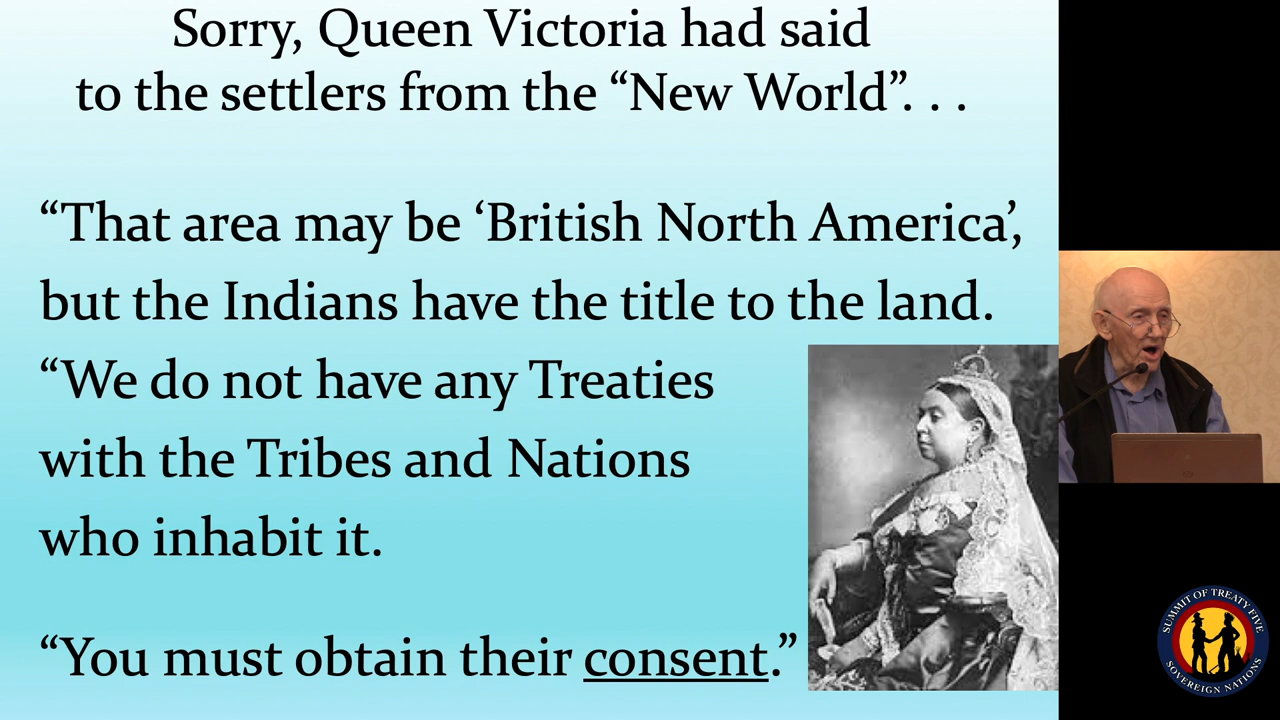 Sorry, Queen Victoria had said
to the settlers from the “New World”. . .
“That area may be ‘British North America’,
but the Indians have the title to the land.
“We do not have any Treaties
with the Tribes and Nations
who inhabit it.
“You must obtain their consent.”
SUMMIT OF TREATY FIVE
SOVEREIGN NATIONS